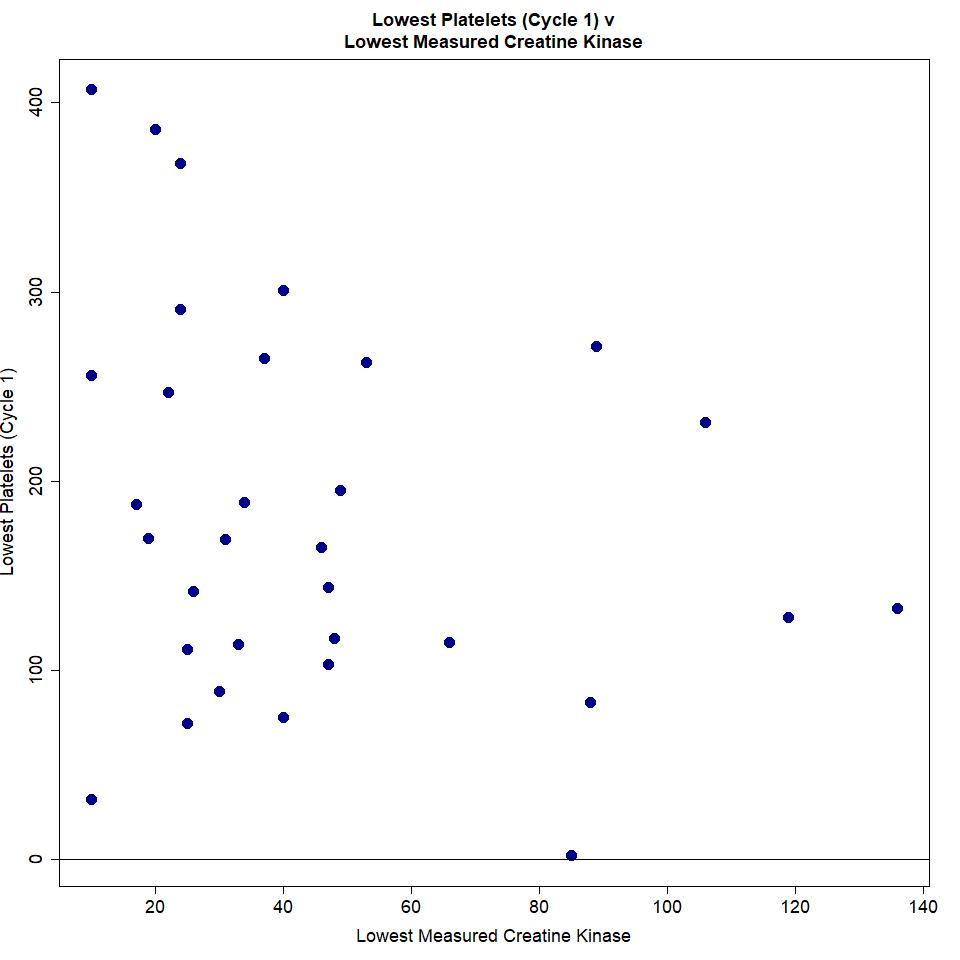 Lowest Platelets (Cycle 1) v
Lowest Measured Creatine Kinase
400
300
200
100
0
Lowest Platelets (Cycle 1)
20 40 60 80 100 120 140
Lowest Measured Creatine Kinase